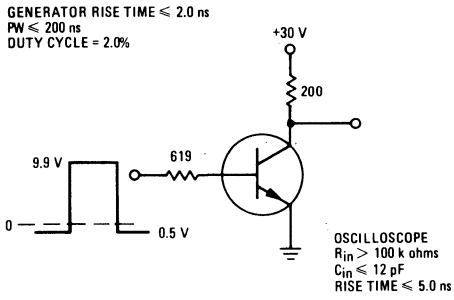 GENERATOR RISE TIME ≤ 2.0 ns
PW ≤ 200 ns
DUTY CYCLE = 2.0%
+30 V
200
619
9.9 V
0
0.5 V
OSCILLOSCOPE
Rin > 100 k ohms
Cin ≤ 12 pF
RISE TIME ≤ 5.0 ns